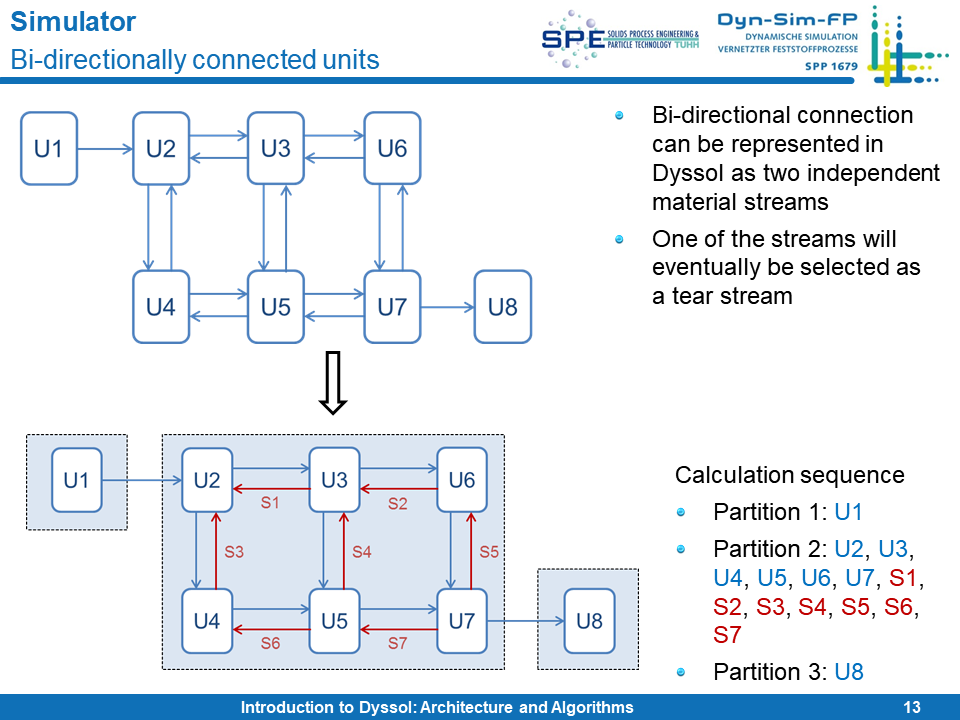 Simulator
Bi-directionally connected units
SPE SOLIDS PROCESS ENGINEERING &
PARTICLE TECHNOLOGY TUHH
Dyn-Sim-FP
DYNAMISCHE SIMULATION
VERNETZTER FESTSTOFFPROZESSE
SPP 1679
U1 U2 U3 U6
U4 U5 U7 U8
Bi-directional connection
can be represented in
Dyssol as two independent
material streams
One of the streams will
eventually be selected as
a tear stream
U1 U2 U3 U6
S1 S2
S3 S4 S5
U4 U5 U7 U8
S6 S7
Calculation sequence
Partition 1: U1
Partition 2: U2, U3,
U4, U5, U6, U7, S1,
S2, S3, S4, S5, S6,
S7
Partition 3: U8
Introduction to Dyssol: Architecture and Algorithms
13